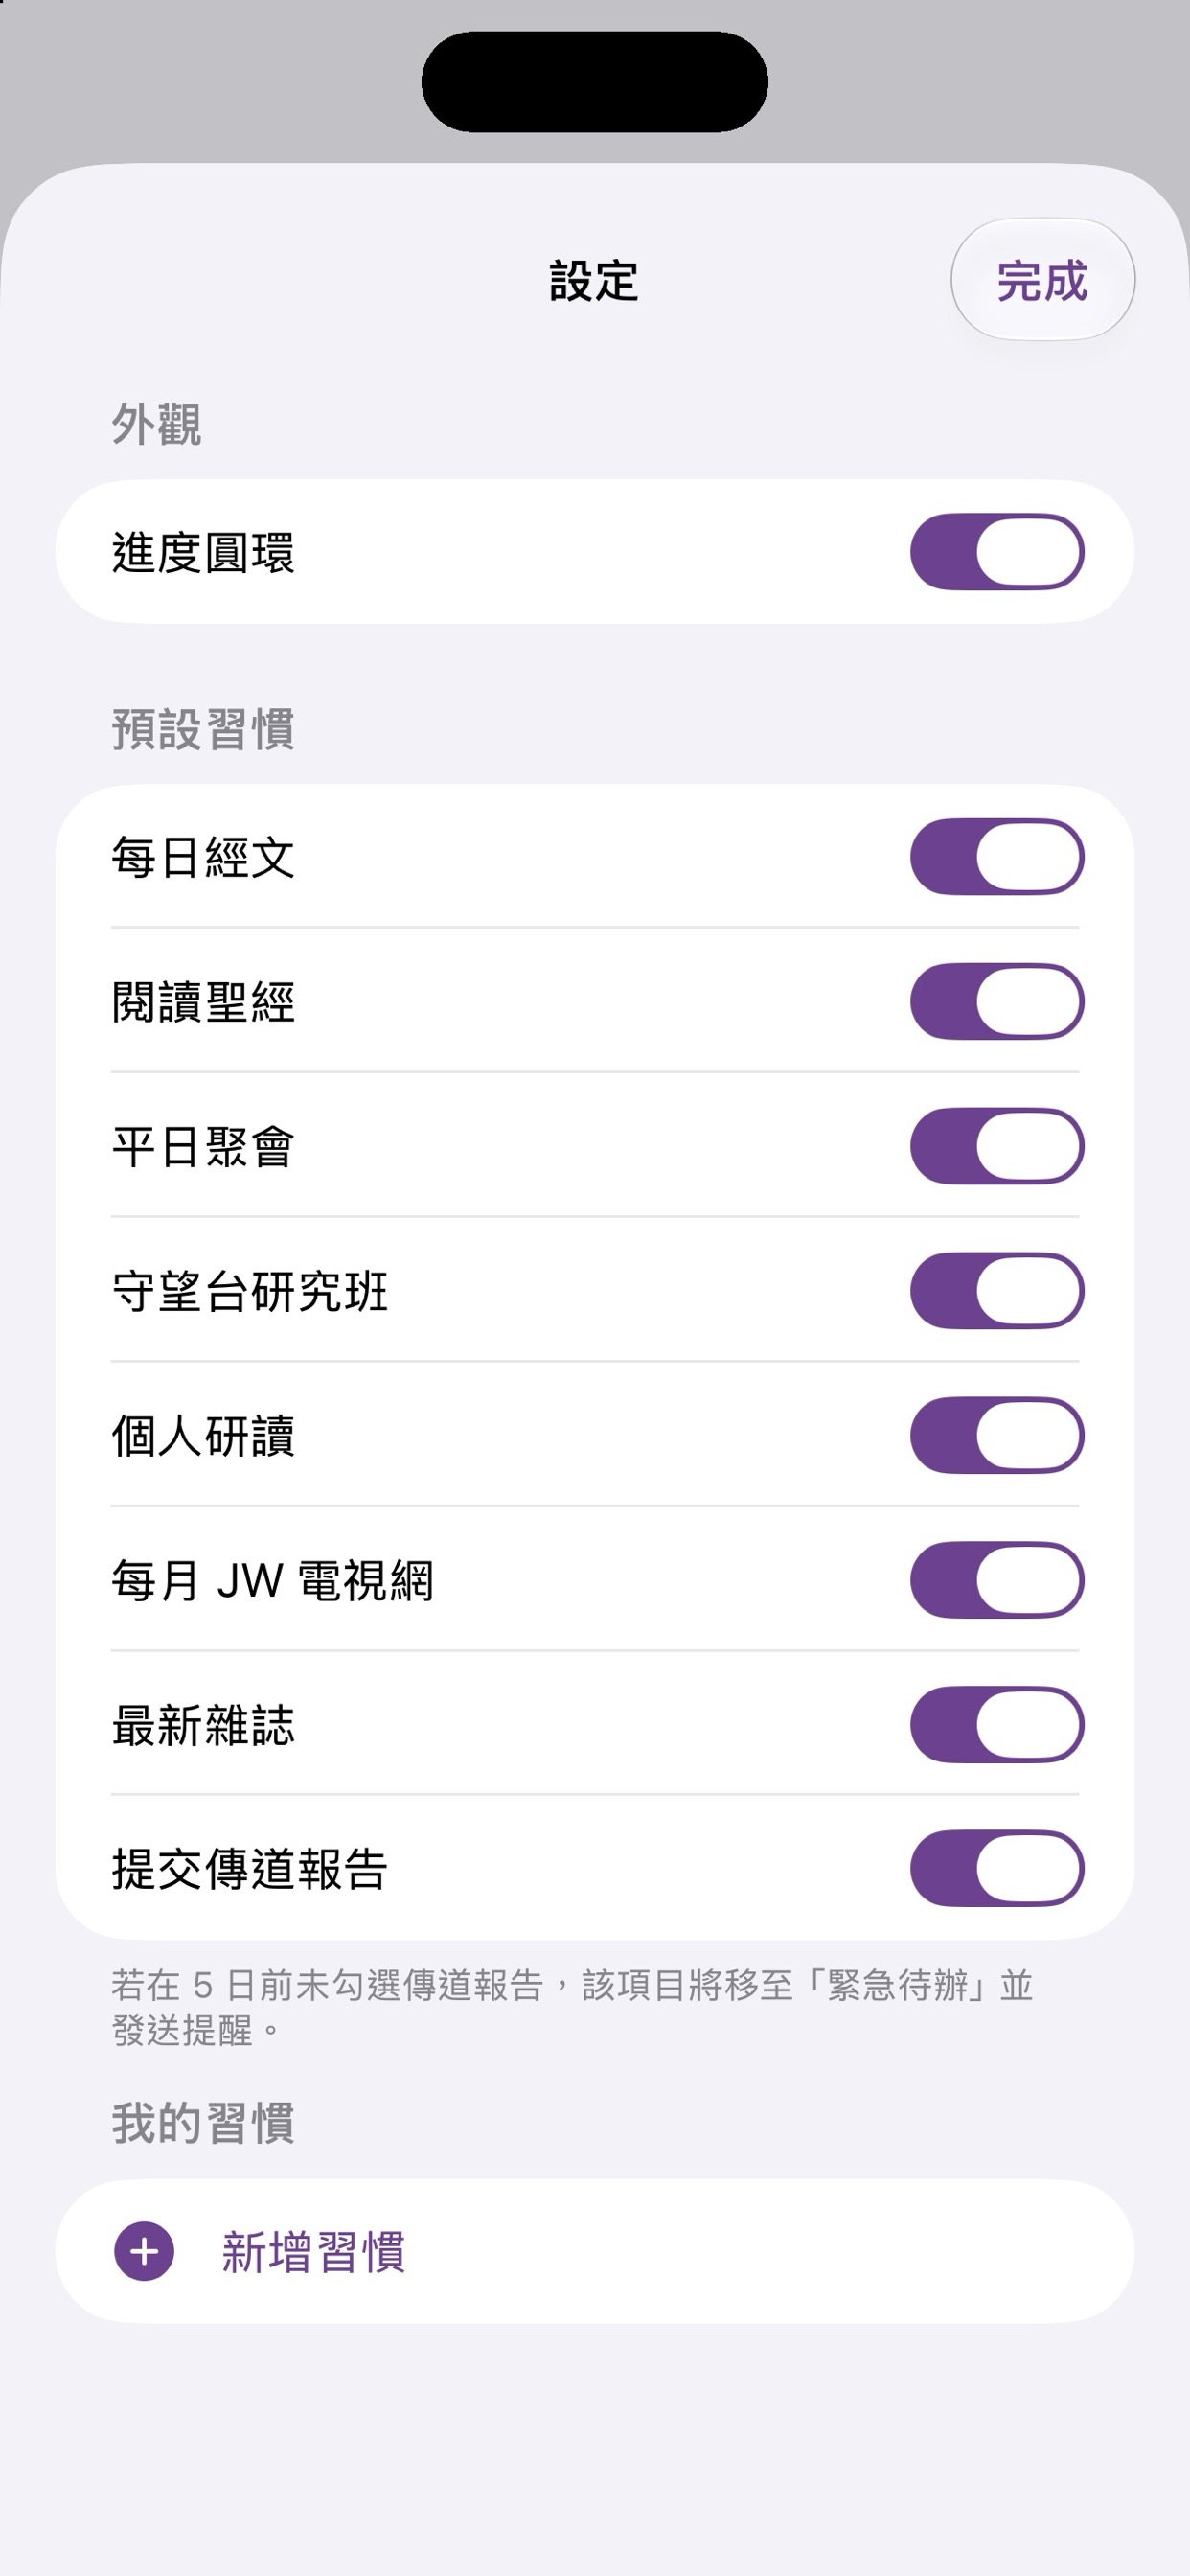 設定
完成
外觀
進度圓環
預設習慣
每日經文
閱讀聖經
平日聚會
守望台研究班
個人研讀
每月 JW 電視網
最新雜誌
提交傳道報告
若在 5 日前未勾選傳道報告，該項目將移至「緊急待辦」並
發送提醒。
我的習慣
新增習慣